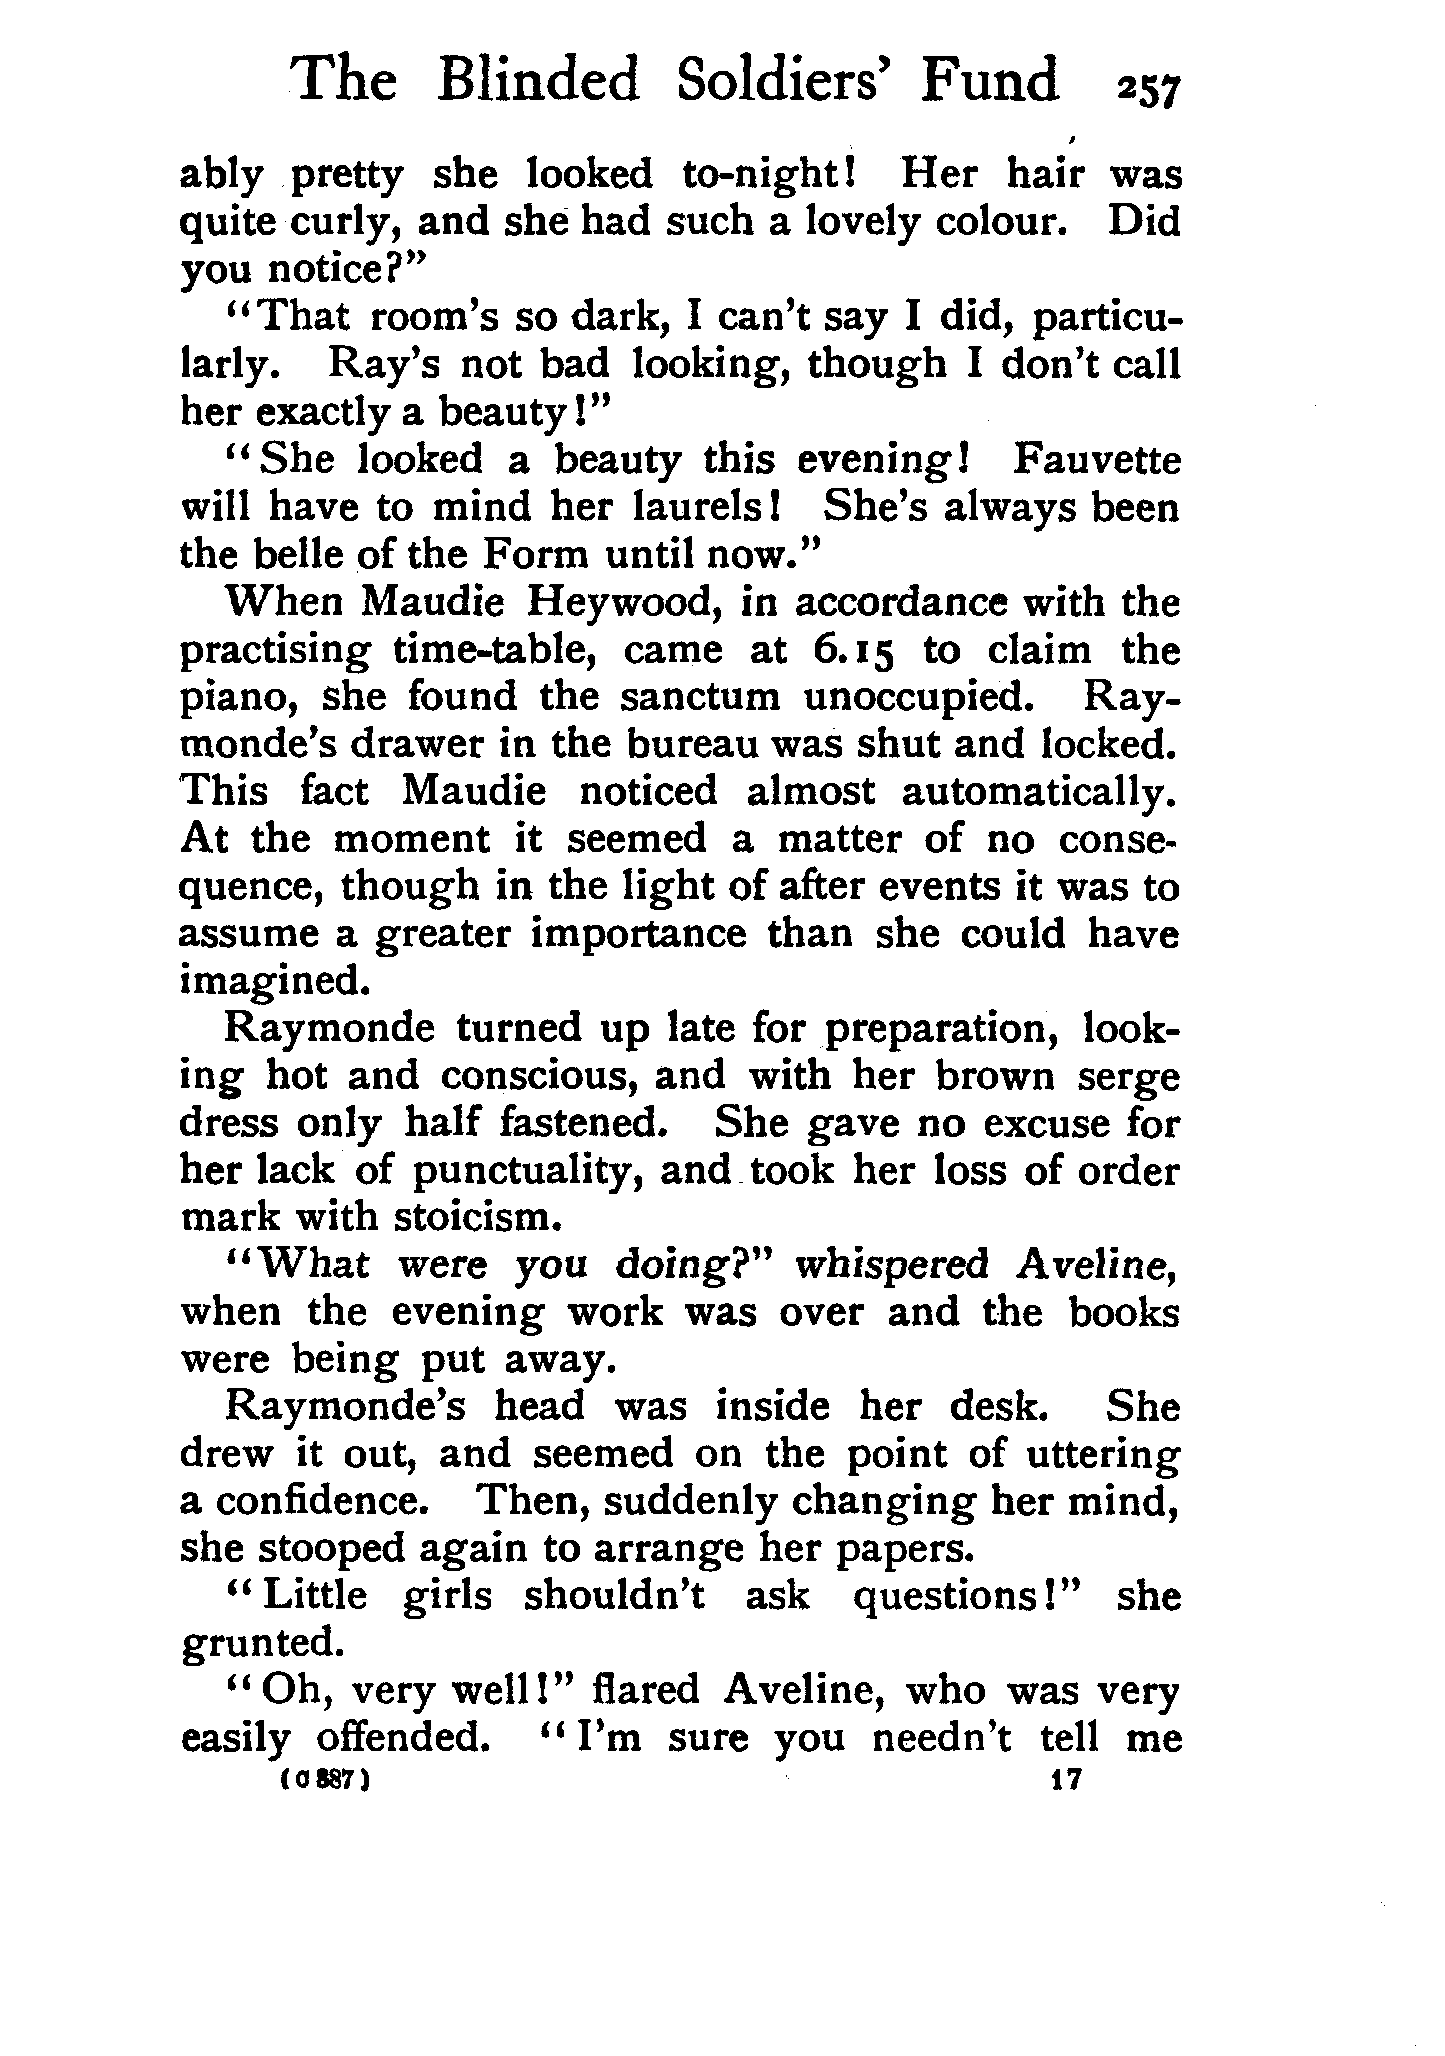 The Blinded Soldiers' Fund 257
ably pretty she looked to-night! Her hair was
quite curly, and she had such a lovely colour. Did
you notice?"
"That room's so dark, I can't say I did, particu-
larly. Ray's not bad looking, though I don't call
her exactly a beauty!"
"She looked a beauty this evening! Fauvette
will have to mind her laurels! She's always been
the belle of the Form until now."
When Maudie Heywood, in accordance with the
practising time-table, came at 6.15 to claim the
piano, she found the sanctum unoccupied. Ray-
monde's drawer in the bureau was shut and locked.
This fact Maudie noticed almost automatically.
At the moment it seemed a matter of no conse-
quence, though in the light of after events it was to
assume a greater importance than she could have
imagined.
Raymonde turned up late for preparation, look-
ing hot and conscious, and with her brown serge
dress only half fastened. She gave no excuse for
her lack of punctuality, and took her loss of order
mark with stoicism.
"What were you doing?" whispered Aveline,
when the evening work was over and the books
were being put away.
Raymonde's head was inside her desk. She
drew it out, and seemed on the point of uttering
a confidence. Then, suddenly changing her mind,
she stooped again to arrange her papers.
"Little girls shouldn't ask questions!" she
grunted.
"Oh, very well!" flared Aveline, who was very
easily offended. "I'm sure you needn't tell me
(C 887) 17